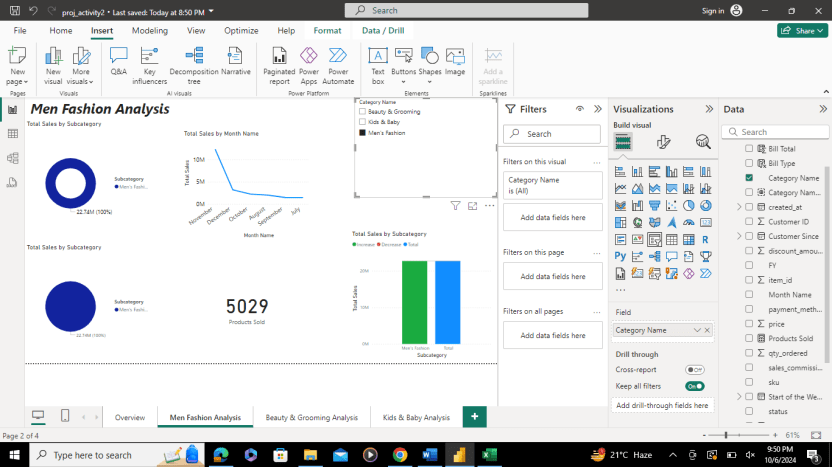 proj_activity2 • Last saved: Today at 8:50 PM
Search
Sign in
File
Home
Insert
Modeling
View
Optimize
Help
Format
Data / Drill
Share
New page
New visual
More visuals
Q&A
Key influencers
Decomposition tree
Narrative
Paginated report
Power Apps
Power Automate
Text box
Buttons
Shapes
Image
Add a sparkline
Pages
Visuals
AI visuals
Power Platform
Elements
Sparklines
Men Fashion Analysis
Total Sales by Subcategory
Subcategory
Men's Fashi...
22.74M (100%)
Total Sales by Month Name
Total Sales
10M
5M
0M
November
December
October
August
September
July
Month Name
Category Name
Beauty & Grooming
Kids & Baby
Men's Fashion
Total Sales by Subcategory
Subcategory
Men's Fashi...
22.74M (100%)
5029
Products Sold
Total Sales by Subcategory
Increase
Decrease
Total
Total Sales
20M
10M
0M
Men's Fashion
Total
Subcategory
Filters
Search
Filters on this visual
...
Category Name
is (All)
Add data fields here
Filters on this page
...
Add data fields here
Filters on all pages
...
Add data fields here
Visualizations
Build visual
R
Py
...
Field
Category Name
Drill through
Cross-report
Off
Keep all filters
On
Add drill-through fields here
Data
Search
Bill Total
Bill Type
Category Name
Category Nam...
created_at
Customer ID
Customer Since
discount_amou...
FY
item_id
Month Name
payment_meth...
price
Products Sold
qty_ordered
sales_commissi...
sku
Start of the We...
status
Overview
Men Fashion Analysis
Beauty & Grooming Analysis
Kids & Baby Analysis
+
Page 2 of 4
- + 61%
Type here to search
21°C Haze
9:50 PM
10/6/2024
3